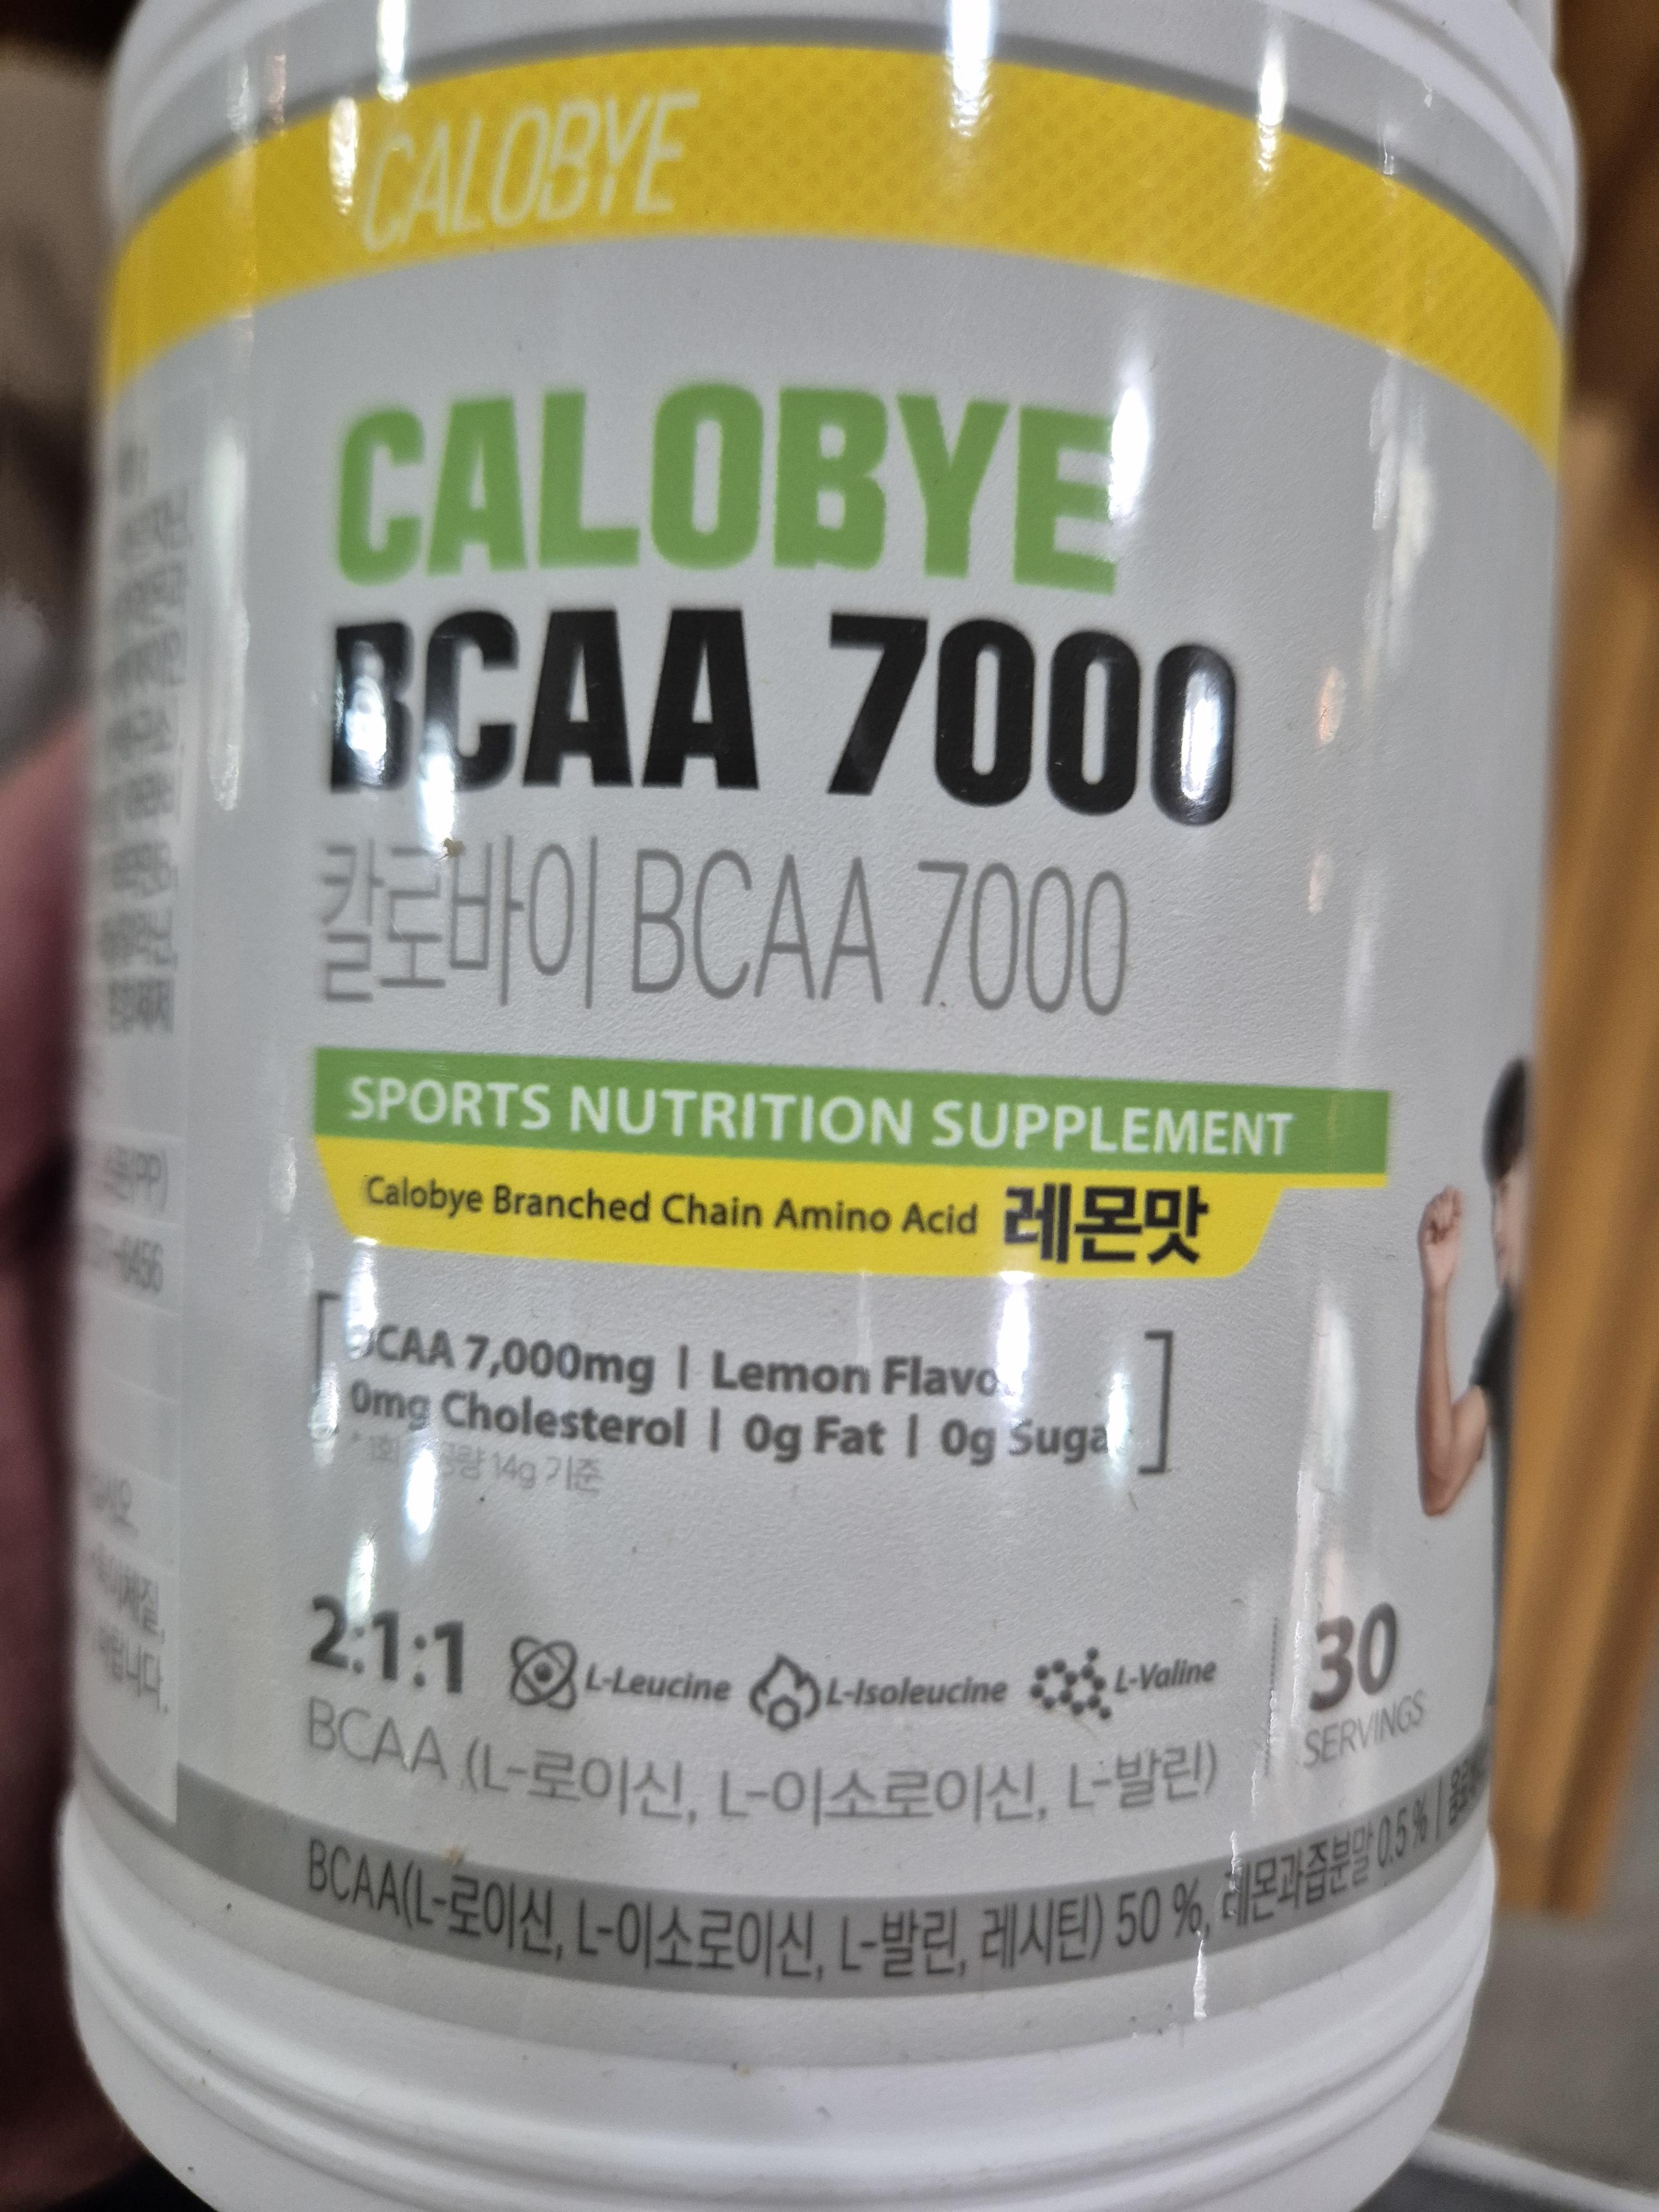 CALOBYE
CALOBYE
BCAA 7000
칼로바이 BCAA 7000
SPORTS NUTRITION SUPPLEMENT
Calobye Branched Chain Amino Acid 레몬맛
BCAA 7,000mg | Lemon Flavor
0mg Cholesterol | 0g Fat | 0g Sugar
14g 기준
2:1:1 L-Leucine L-Isoleucine L-Valine
BCAA (L-로이신, L-이소로이신, L-발린)
30
SERVINGS
BCAA(L-로이신, L-이소로이신, L-발린, 레시틴) 50 %, 레몬과즙분말 0.5 % |
(PP)